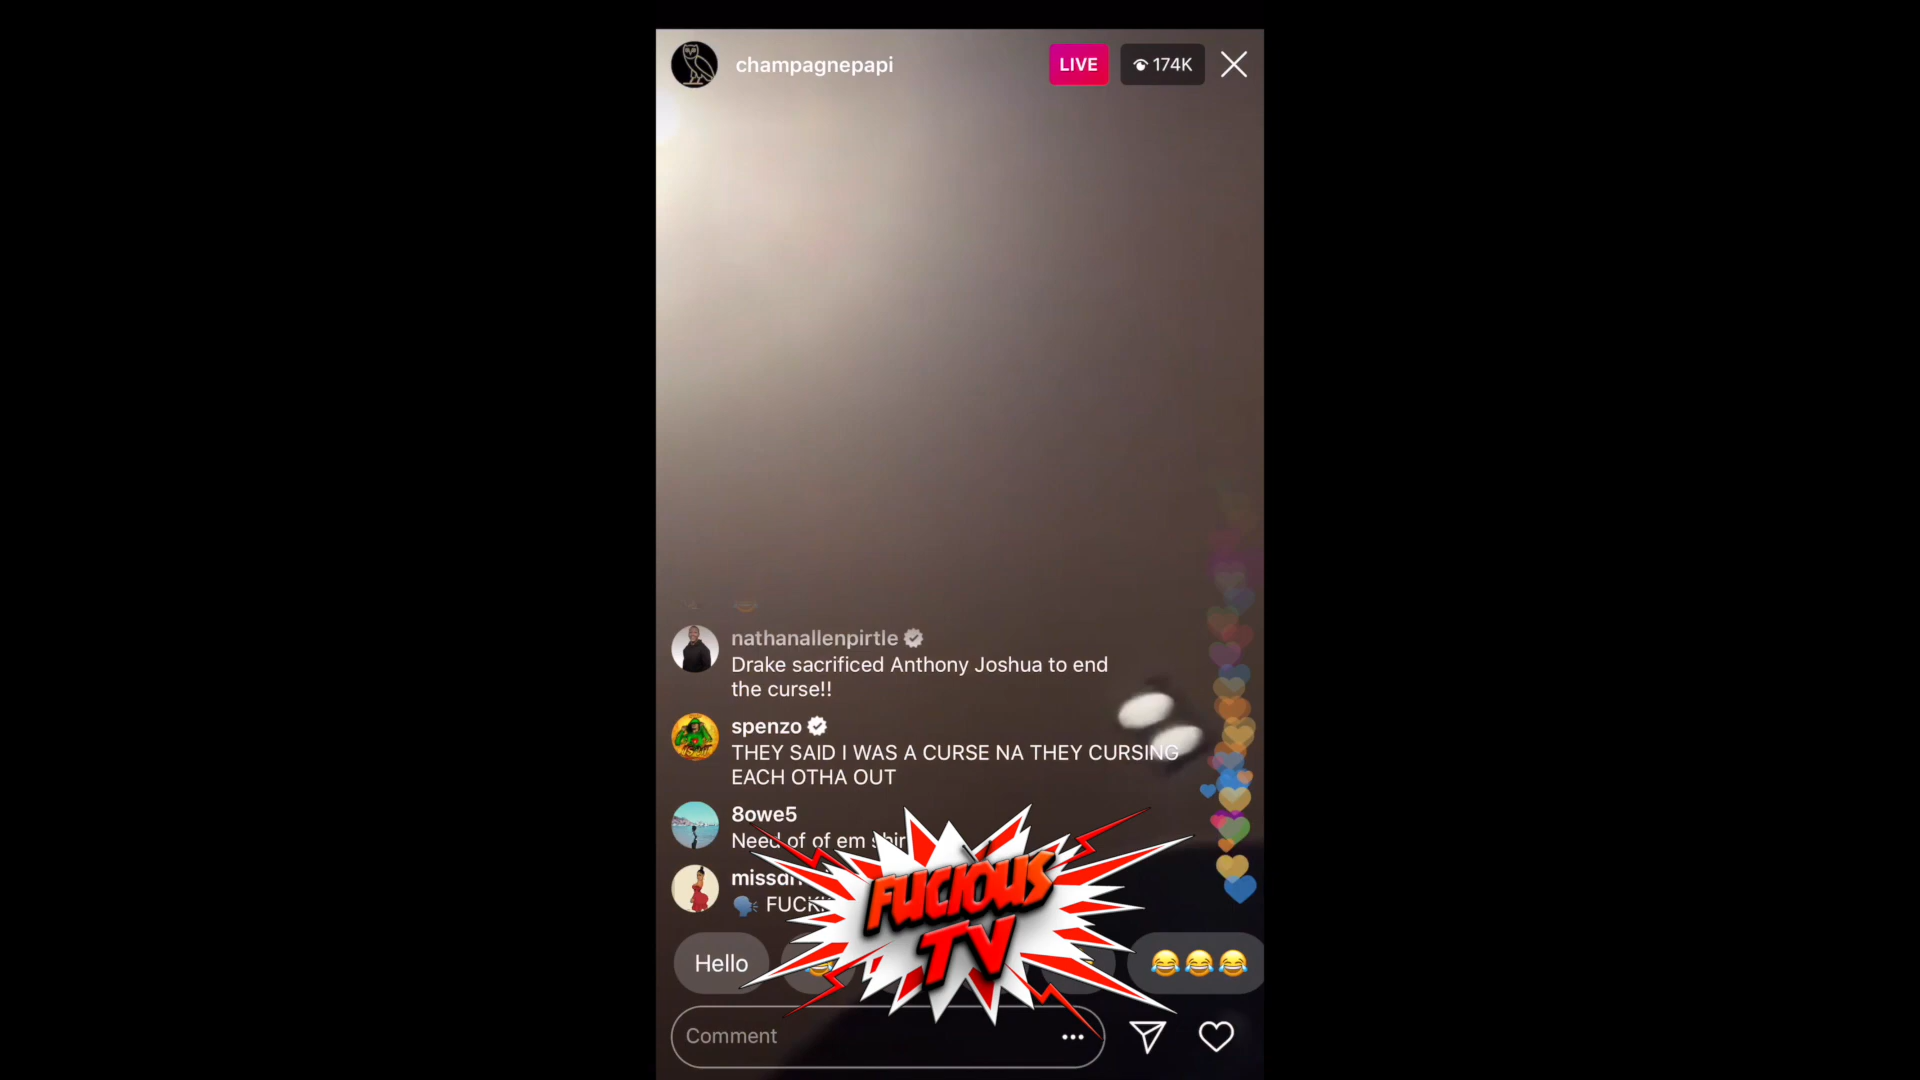 champagnepapi
LIVE
174K
nathanallenpirtle
Drake sacrificed Anthony Joshua to end
the curse!!
spenzo
THEY SAID I WAS A CURSE NA THEY CURSING
EACH OTHA OUT
8owe5
Need of of em
FUCIOUS
TV
Hello
Comment